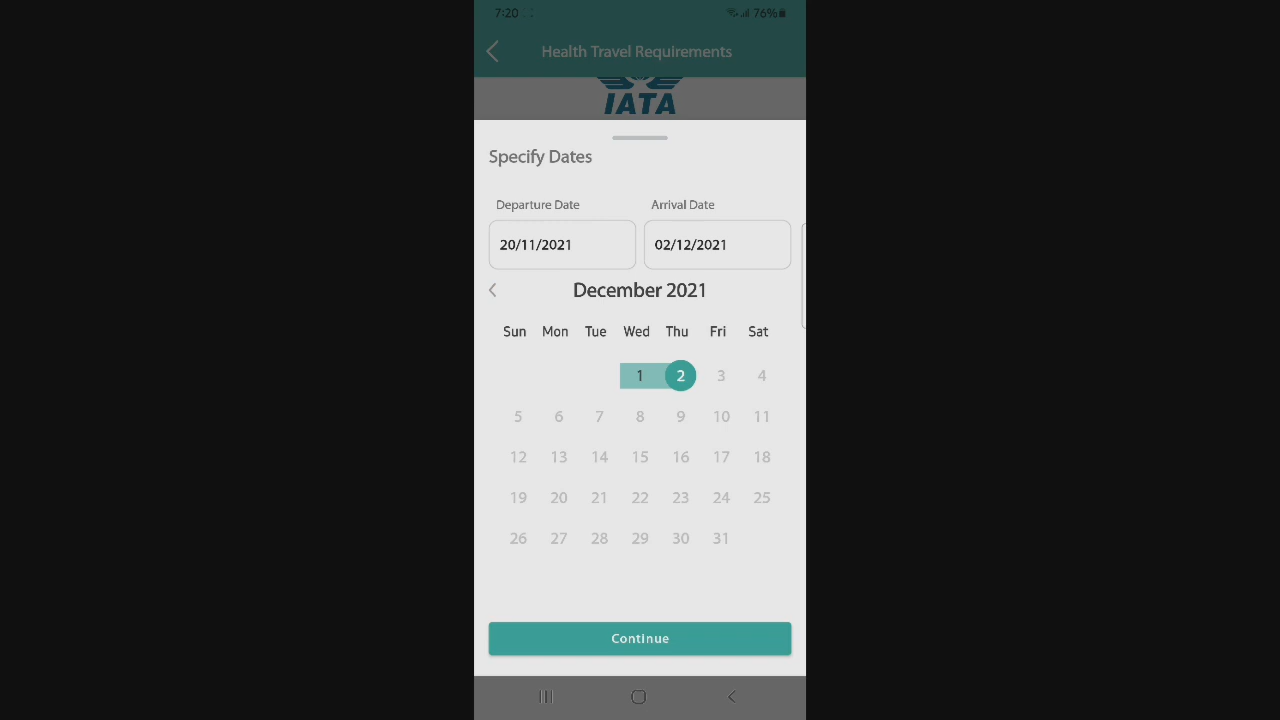 7:20 76%
Health Travel Requirements
IATA
Specify Dates
Departure Date Arrival Date
20/11/2021 02/12/2021
December 2021
Sun Mon Tue Wed Thu Fri Sat
1 2 3 4
5 6 7 8 9 10 11
12 13 14 15 16 17 18
19 20 21 22 23 24 25
26 27 28 29 30 31
Continue